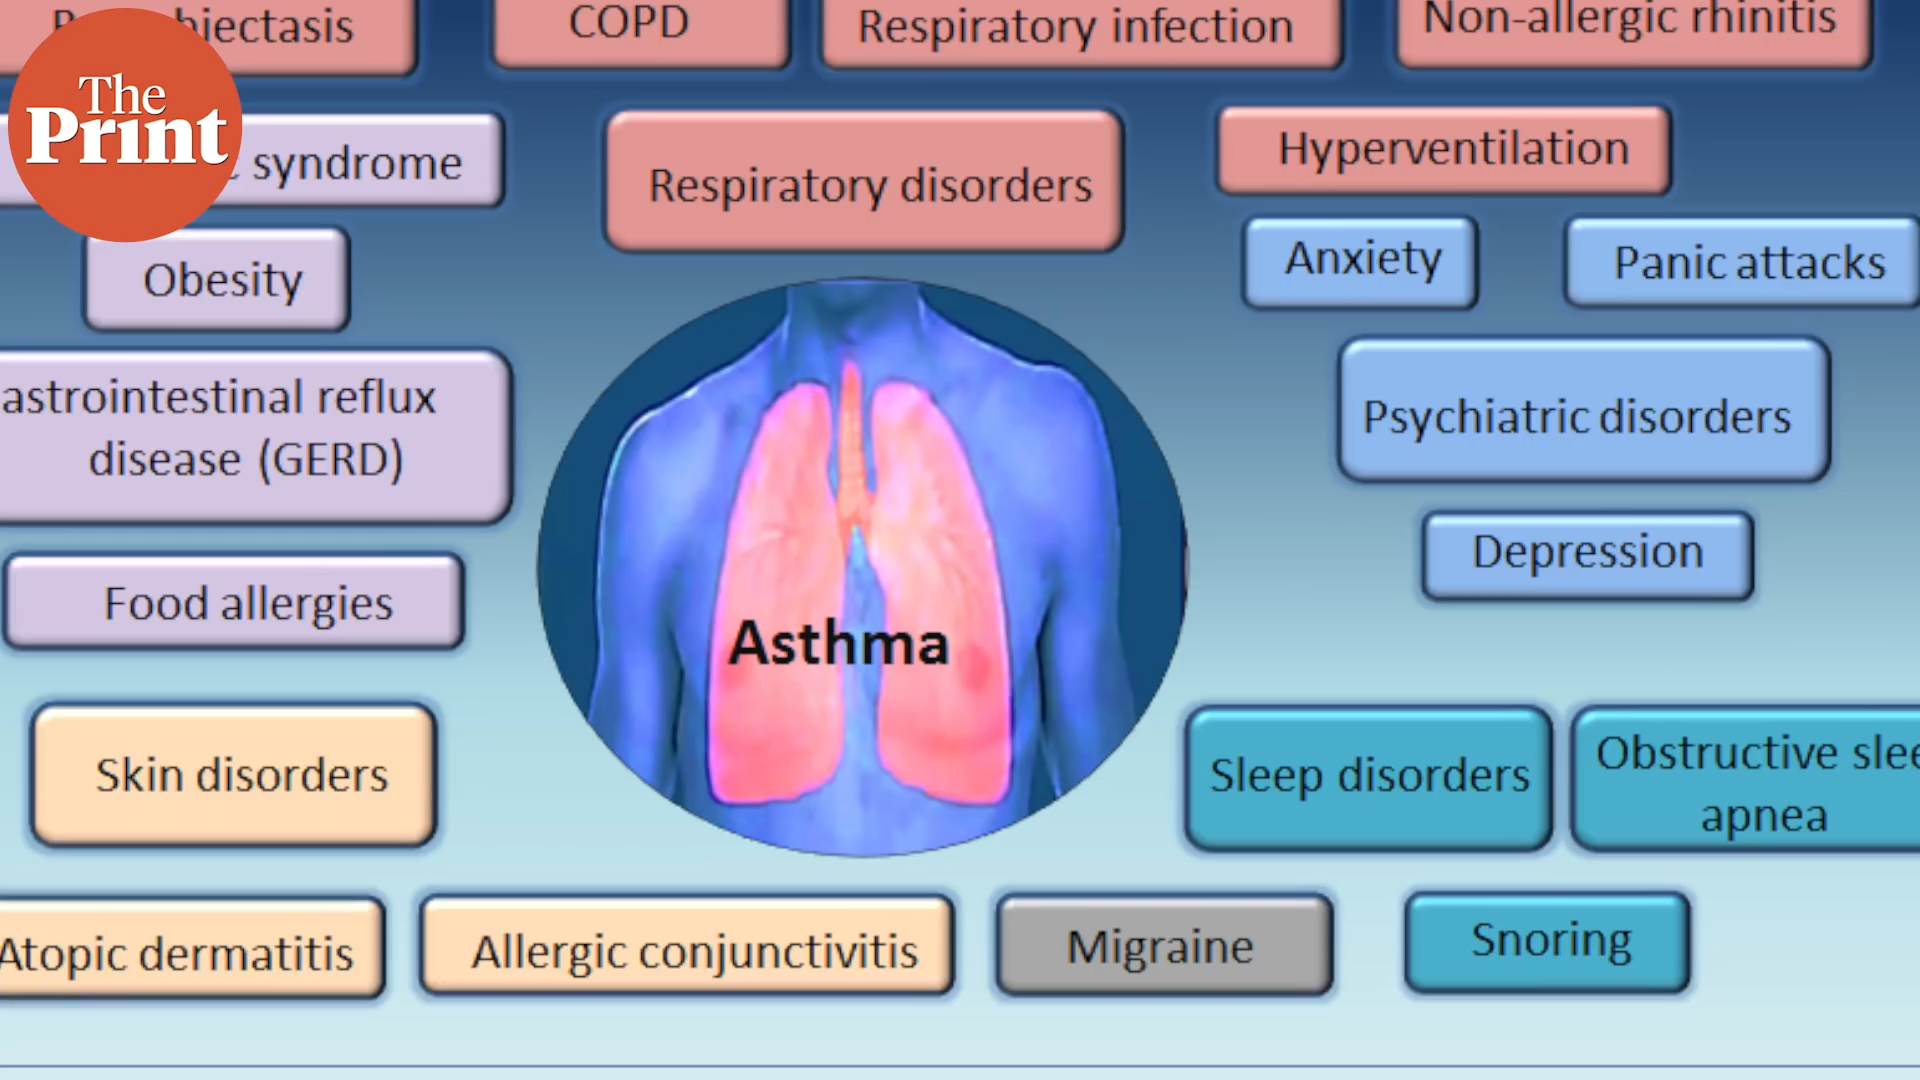 COPD
Respiratory infection
Non-allergic rhinitis
The
Print
syndrome
Respiratory disorders
Hyperventilation
Obesity
Anxiety
Panic attacks
astrointestinal reflux
disease (GERD)
Psychiatric disorders
Depression
Food allergies
Asthma
Skin disorders
Sleep disorders
Obstructive slee
apnea
Atopic dermatitis
Allergic conjunctivitis
Migraine
Snoring